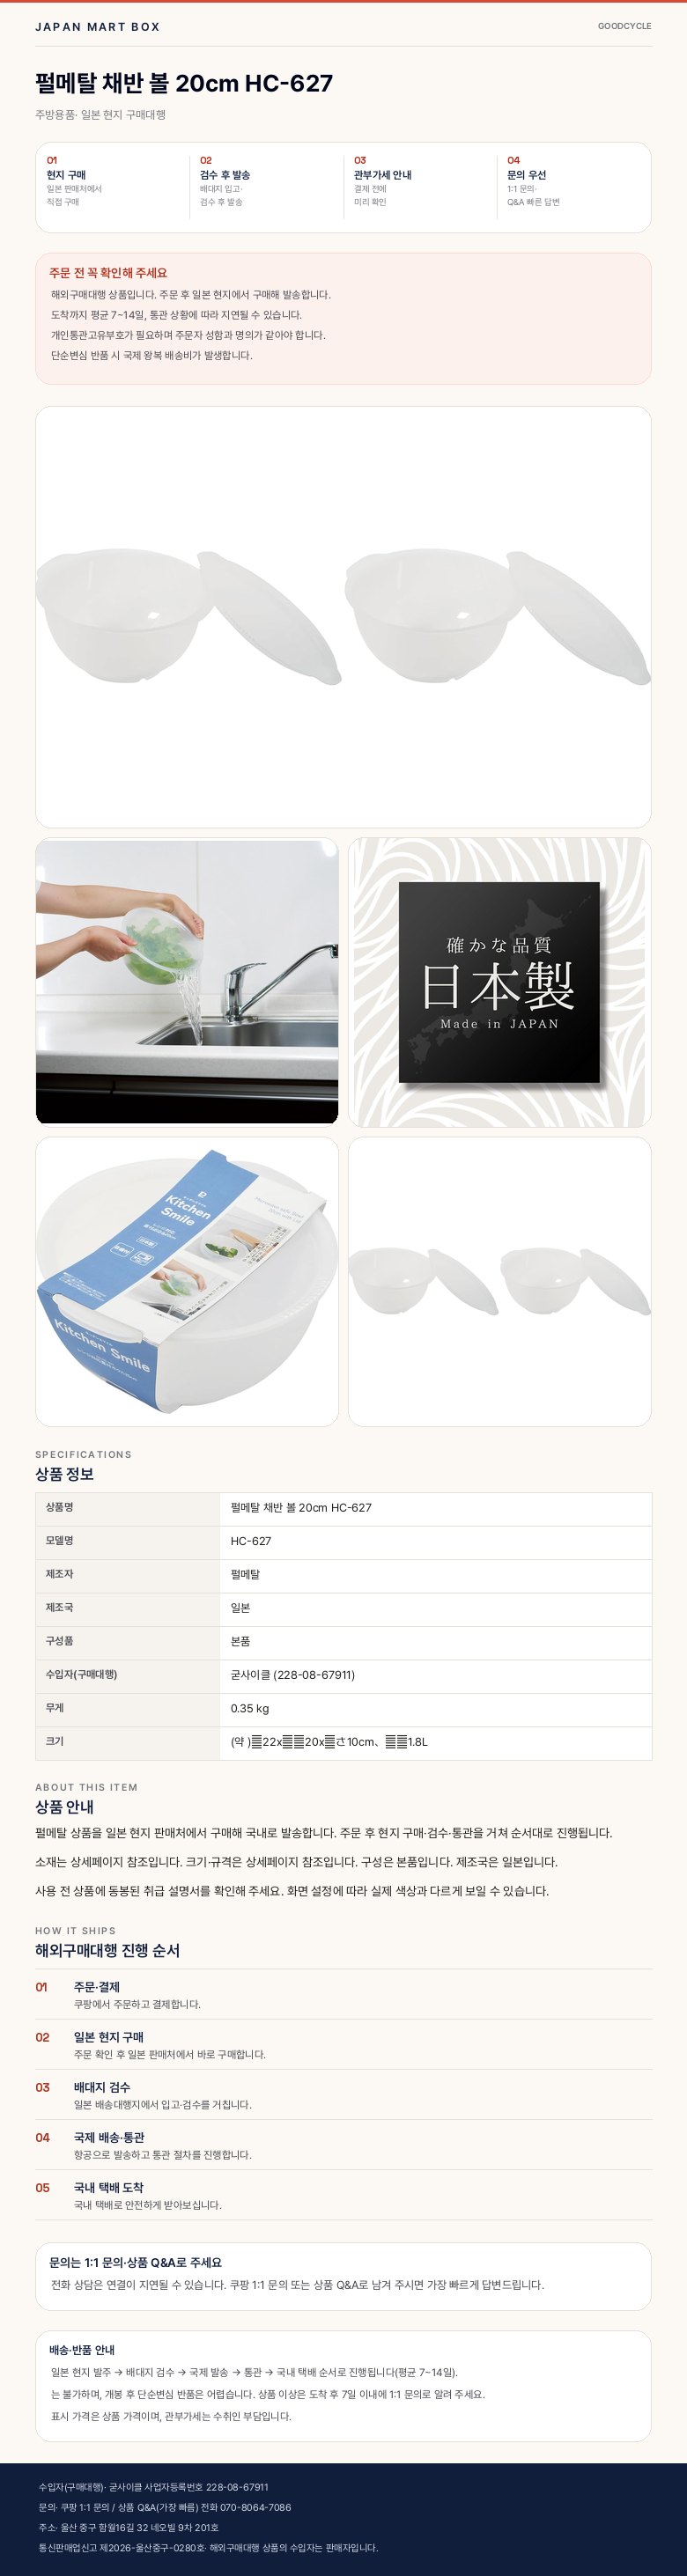 JAPAN MART BOX
GOODCYCLE
펄메탈 채반 볼 20cm HC-627
주방용품· 일본 현지 구매대행
01
현지 구매
일본 판매처에서
직접 구매
02
검수 후 발송
배대지 입고·
검수 후 발송
03
관부가세 안내
결제 전에
미리 확인
04
문의 우선
1:1 문의·
Q&A 빠른 답변
주문 전 꼭 확인해 주세요
해외구매대행 상품입니다. 주문 후 일본 현지에서 구매해 발송합니다.
도착까지 평균 7~14일, 통관 상황에 따라 지연될 수 있습니다.
개인통관고유부호가 필요하며 주문자 성함과 명의가 같아야 합니다.
단순변심 반품 시 국제 왕복 배송비가 발생합니다.
確かな品質
日本製
Made in JAPAN
Kitchen
Smile
Kitchen Smile
SPECIFICATIONS
상품 정보
상품명 펄메탈 채반 볼 20cm HC-627
모델명 HC-627
제조자 펄메탈
제조국 일본
구성품 본품
수입자(구매대행) 굳사이클 (228-08-67911)
무게 0.35 kg
크기 (약 )22x20xさ10cm、1.8L
ABOUT THIS ITEM
상품 안내
펄메탈 상품을 일본 현지 판매처에서 구매해 국내로 발송합니다. 주문 후 현지 구매·검수·통관을 거쳐 순서대로 진행됩니다.
소재는 상세페이지 참조입니다. 크기·규격은 상세페이지 참조입니다. 구성은 본품입니다. 제조국은 일본입니다.
사용 전 상품에 동봉된 취급 설명서를 확인해 주세요. 화면 설정에 따라 실제 색상과 다르게 보일 수 있습니다.
HOW IT SHIPS
해외구매대행 진행 순서
01 주문·결제
쿠팡에서 주문하고 결제합니다.
02 일본 현지 구매
주문 확인 후 일본 판매처에서 바로 구매합니다.
03 배대지 검수
일본 배송대행지에서 입고·검수를 거칩니다.
04 국제 배송·통관
항공으로 발송하고 통관 절차를 진행합니다.
05 국내 택배 도착
국내 택배로 안전하게 받아보십니다.
문의는 1:1 문의·상품 Q&A로 주세요
전화 상담은 연결이 지연될 수 있습니다. 쿠팡 1:1 문의 또는 상품 Q&A로 남겨 주시면 가장 빠르게 답변드립니다.
배송·반품 안내
일본 현지 발주 → 배대지 검수 → 국제 발송 → 통관 → 국내 택배 순서로 진행됩니다(평균 7~14일).
는 불가하며, 개봉 후 단순변심 반품은 어렵습니다. 상품 이상은 도착 후 7일 이내에 1:1 문의로 알려 주세요.
표시 가격은 상품 가격이며, 관부가세는 수취인 부담입니다.
수입자(구매대행)· 굳사이클 사업자등록번호 228-08-67911
문의· 쿠팡 1:1 문의 / 상품 Q&A(가장 빠름) 전화 070-8064-7086
주소· 울산 중구 함월16길 32 네오빌 9차 201호
통신판매업신고 제2026-울산중구-0280호· 해외구매대행 상품의 수입자는 판매자입니다.